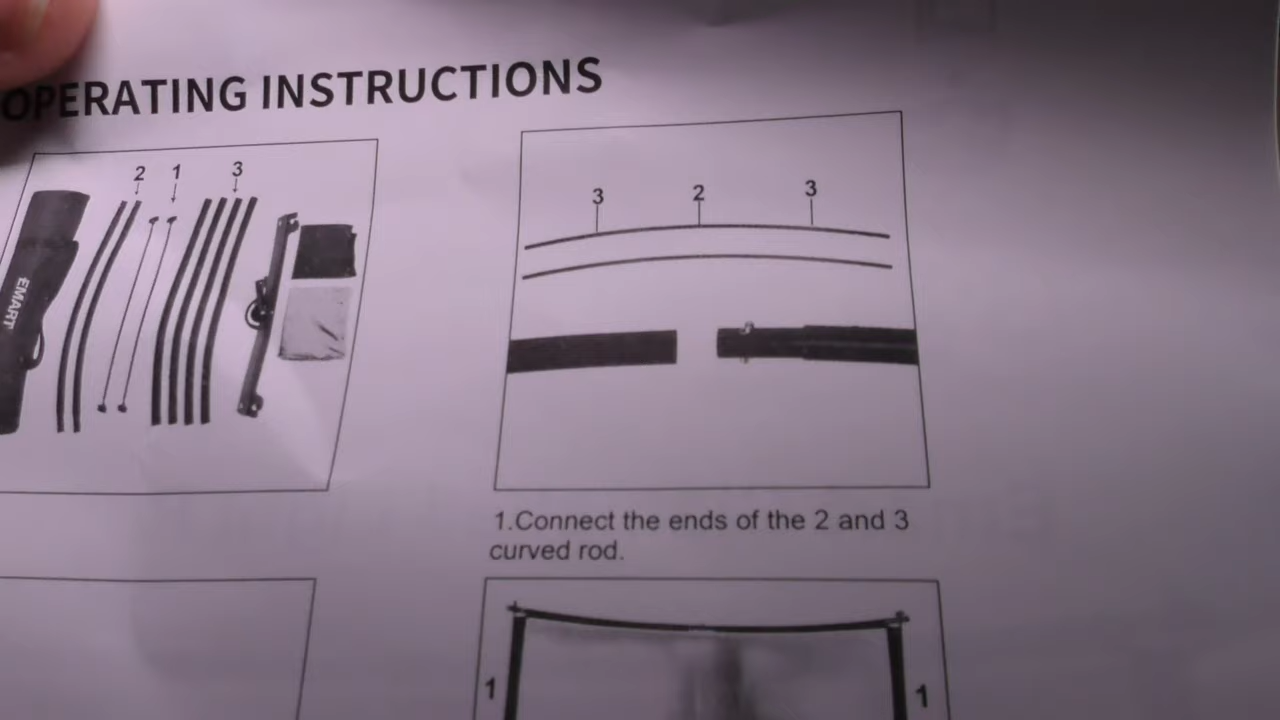 OPERATING INSTRUCTIONS
2 1 3
EMART
3 2 3
1.Connect the ends of the 2 and 3
curved rod.
1 1